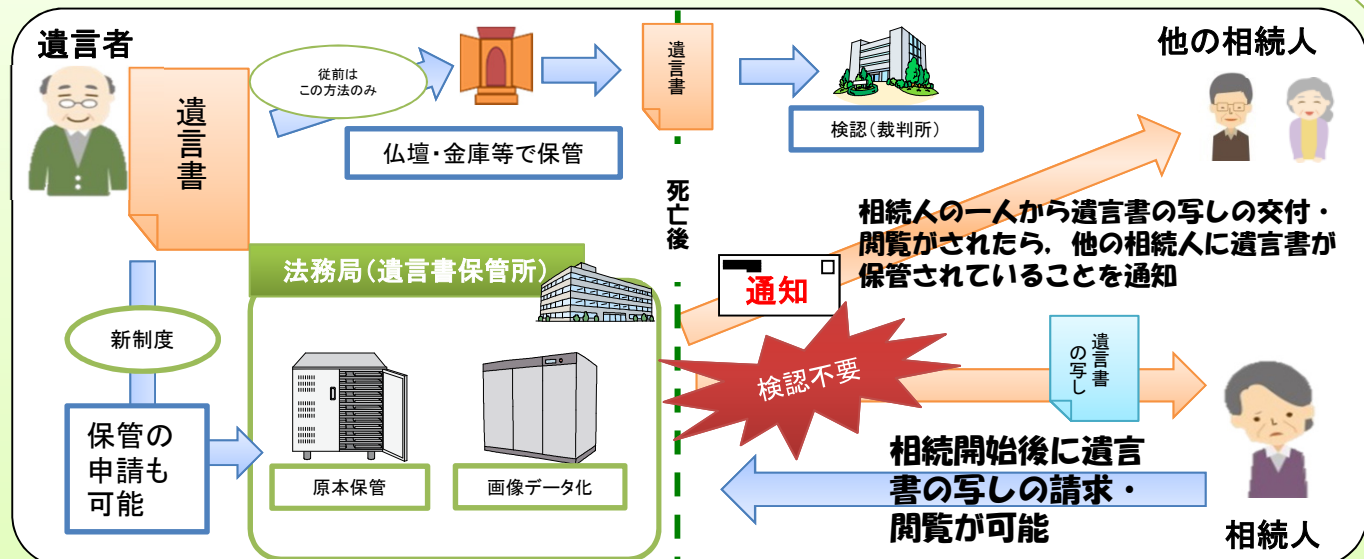 遺言者
遺言書
従前は
この方法のみ
仏壇・金庫等で保管
遺言書
検認（裁判所）
他の相続人
死亡後
相続人の一人から遺言書の写しの交付・
閲覧がされたら，他の相続人に遺言書が
保管されていることを通知
通知
法務局（遺言書保管所）
新制度
保管の
申請も
可能
原本保管
画像データ化
検認不要
遺言書
の写し
相続開始後に遺言
書の写しの請求・
閲覧が可能
相続人